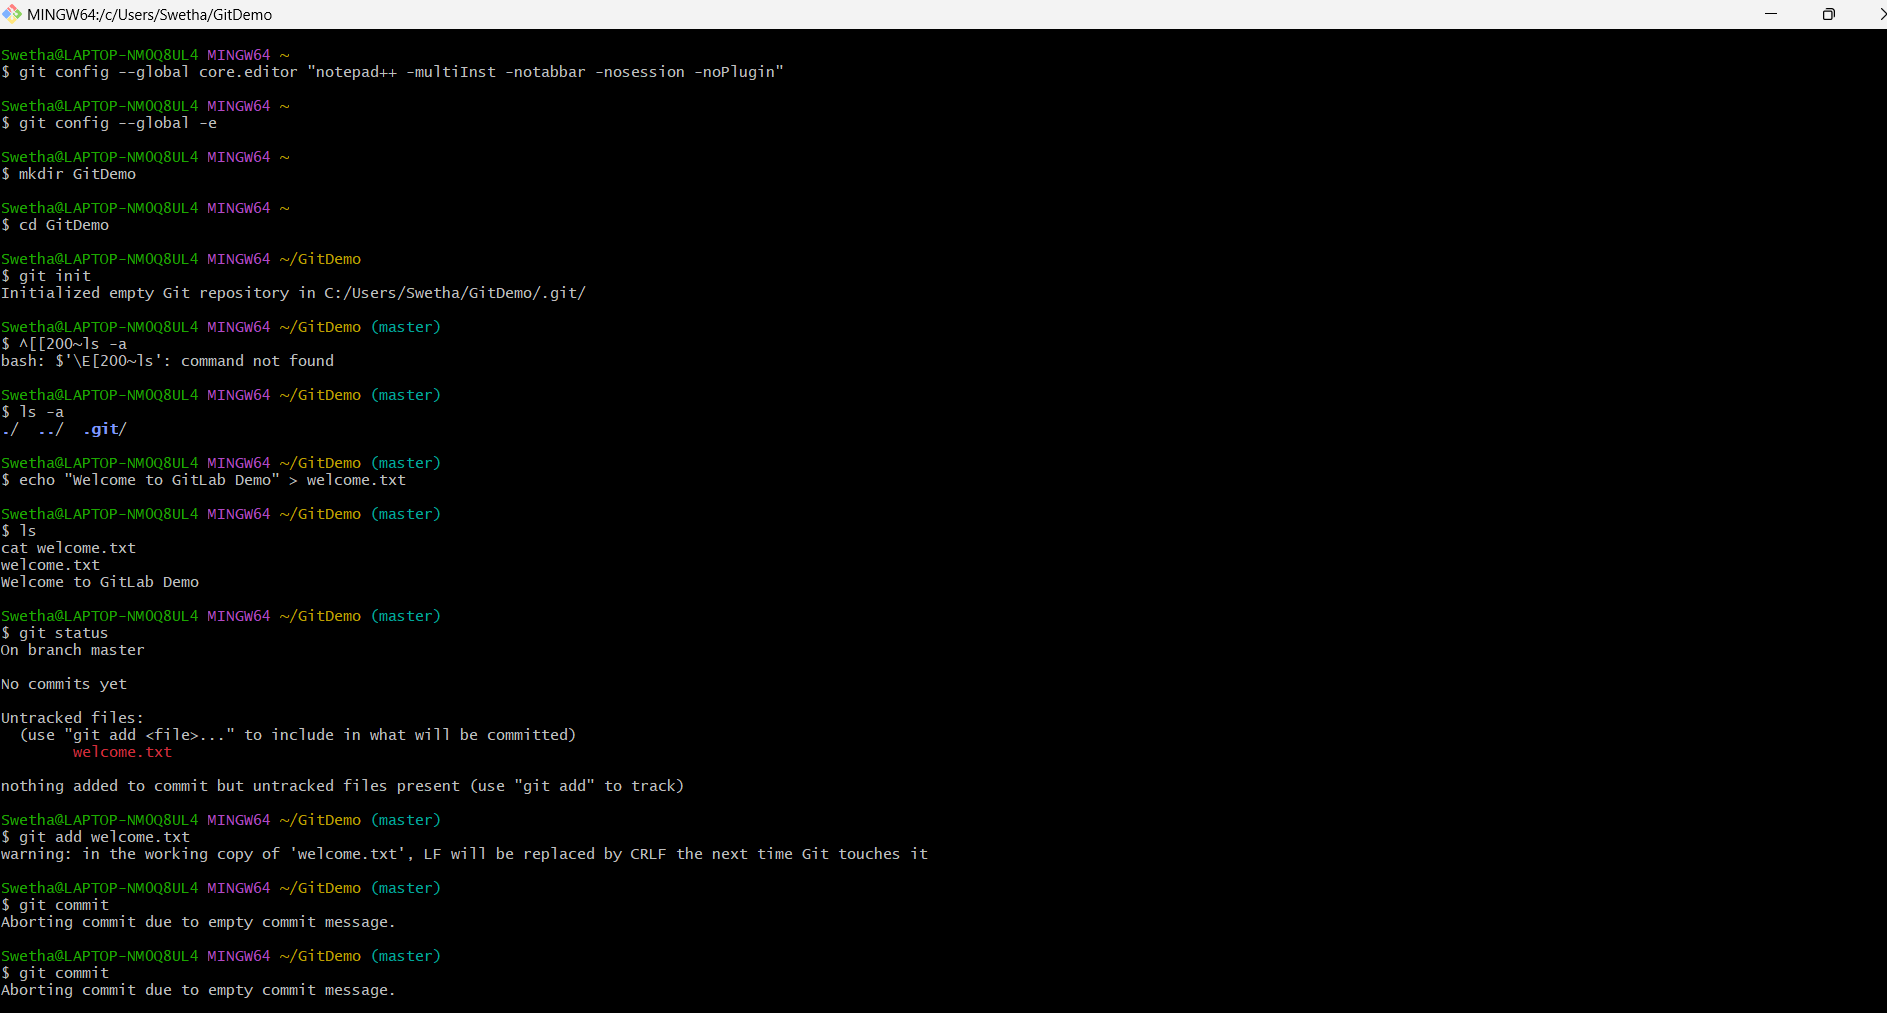 MINGW64:/c/Users/Swetha/GitDemo
Swetha@LAPTOP-NM0Q8UL4 MINGW64 ~
$ git config --global core.editor "notepad++ -multiInst -notabbar -nosession -noPlugin"
Swetha@LAPTOP-NM0Q8UL4 MINGW64 ~
$ git config --global -e
Swetha@LAPTOP-NM0Q8UL4 MINGW64 ~
$ mkdir GitDemo
Swetha@LAPTOP-NM0Q8UL4 MINGW64 ~
$ cd GitDemo
Swetha@LAPTOP-NM0Q8UL4 MINGW64 ~/GitDemo
$ git init
Initialized empty Git repository in C:/Users/Swetha/GitDemo/.git/
Swetha@LAPTOP-NM0Q8UL4 MINGW64 ~/GitDemo (master)
$ ^[[200~ls -a
bash: $'\E[200~ls': command not found
Swetha@LAPTOP-NM0Q8UL4 MINGW64 ~/GitDemo (master)
$ ls -a
./  ../  .git/
Swetha@LAPTOP-NM0Q8UL4 MINGW64 ~/GitDemo (master)
$ echo "Welcome to GitLab Demo" > welcome.txt
Swetha@LAPTOP-NM0Q8UL4 MINGW64 ~/GitDemo (master)
$ ls
cat welcome.txt
welcome.txt
Welcome to GitLab Demo
Swetha@LAPTOP-NM0Q8UL4 MINGW64 ~/GitDemo (master)
$ git status
On branch master
No commits yet
Untracked files:
  (use "git add <file>..." to include in what will be committed)
        welcome.txt
nothing added to commit but untracked files present (use "git add" to track)
Swetha@LAPTOP-NM0Q8UL4 MINGW64 ~/GitDemo (master)
$ git add welcome.txt
warning: in the working copy of 'welcome.txt', LF will be replaced by CRLF the next time Git touches it
Swetha@LAPTOP-NM0Q8UL4 MINGW64 ~/GitDemo (master)
$ git commit
Aborting commit due to empty commit message.
Swetha@LAPTOP-NM0Q8UL4 MINGW64 ~/GitDemo (master)
$ git commit
Aborting commit due to empty commit message.